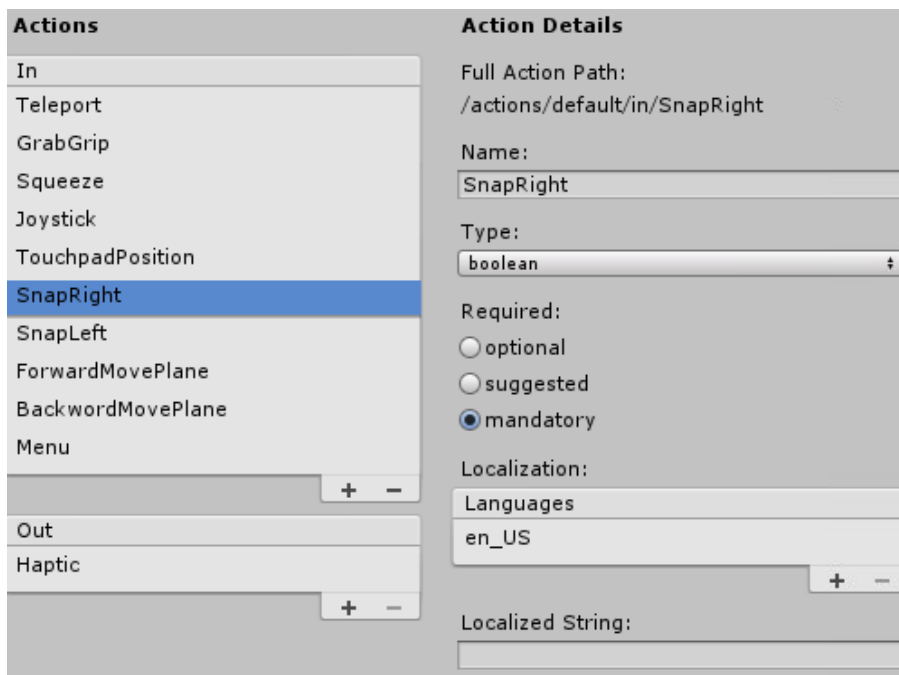 Actions
In
Teleport
GrabGrip
Squeeze
Joystick
TouchpadPosition
SnapRight
SnapLeft
ForwardMovePlane
BackwordMovePlane
Menu
+ −
Out
Haptic
+ −
Action Details
Full Action Path:
/actions/default/in/SnapRight
Name:
SnapRight
Type:
boolean
Required:
optional
suggested
mandatory
Localization:
Languages
en_US
+ −
Localized String: